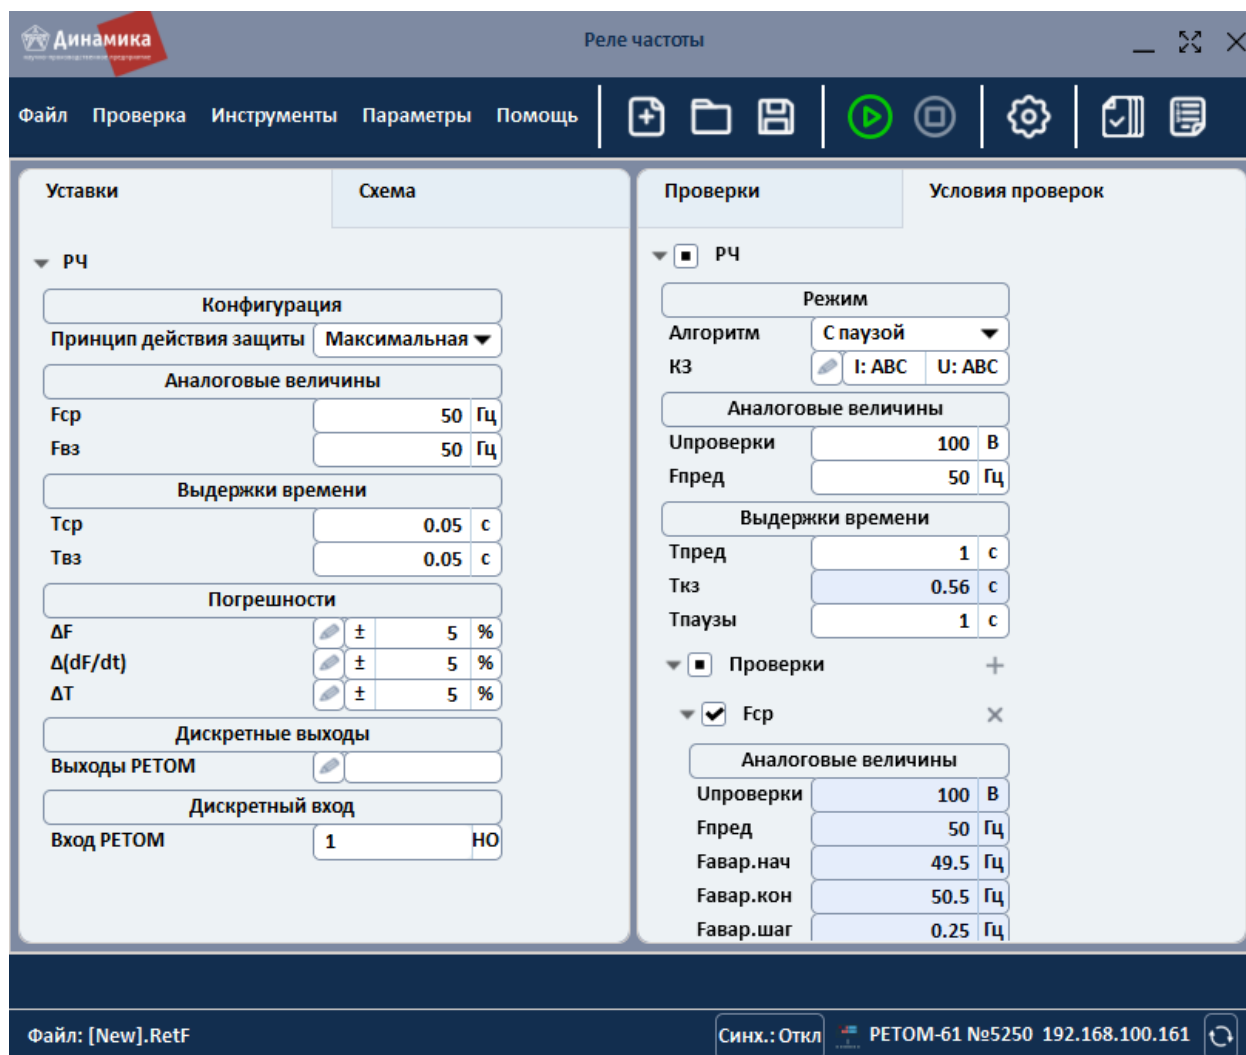 Динамика
Реле частоты
Файл Проверка Инструменты Параметры Помощь
Уставки Схема
РЧ
Конфигурация
Принцип действия защиты Максимальная
Аналоговые величины
Fср 50 Гц
Fвз 50 Гц
Выдержки времени
Тср 0.05 с
Твз 0.05 с
Погрешности
ΔF ± 5 %
Δ(dF/dt) ± 5 %
ΔT ± 5 %
Дискретные выходы
Выходы РЕТОМ
Дискретный вход
Вход РЕТОМ 1 НО
Проверки Условия проверок
РЧ
Режим
Алгоритм С паузой
КЗ I: ABC U: ABC
Аналоговые величины
Uпроверки 100 В
Fпред 50 Гц
Выдержки времени
Тпред 1 с
Ткз 0.56 с
Тпаузы 1 с
Проверки
Fср
Аналоговые величины
Uпроверки 100 В
Fпред 50 Гц
Fавар.нач 49.5 Гц
Fавар.кон 50.5 Гц
Fавар.шаг 0.25 Гц
Файл: [New].RetF
Синх.: Откл РЕТОМ-61 №5250 192.168.100.161